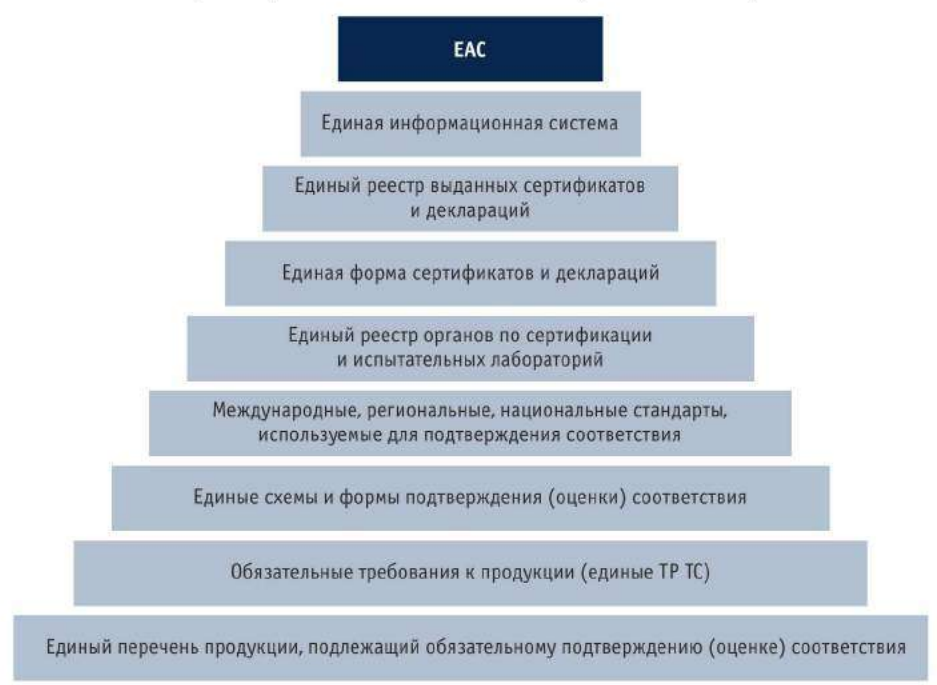 ЕАС
Единая информационная система
Единый реестр выданных сертификатов
и деклараций
Единая форма сертификатов и деклараций
Единый реестр органов по сертификации
и испытательных лабораторий
Международные, региональные, национальные стандарты,
используемые для подтверждения соответствия
Единые схемы и формы подтверждения (оценки) соответствия
Обязательные требования к продукции (единые ТР ТС)
Единый перечень продукции, подлежащий обязательному подтверждению (оценке) соответствия